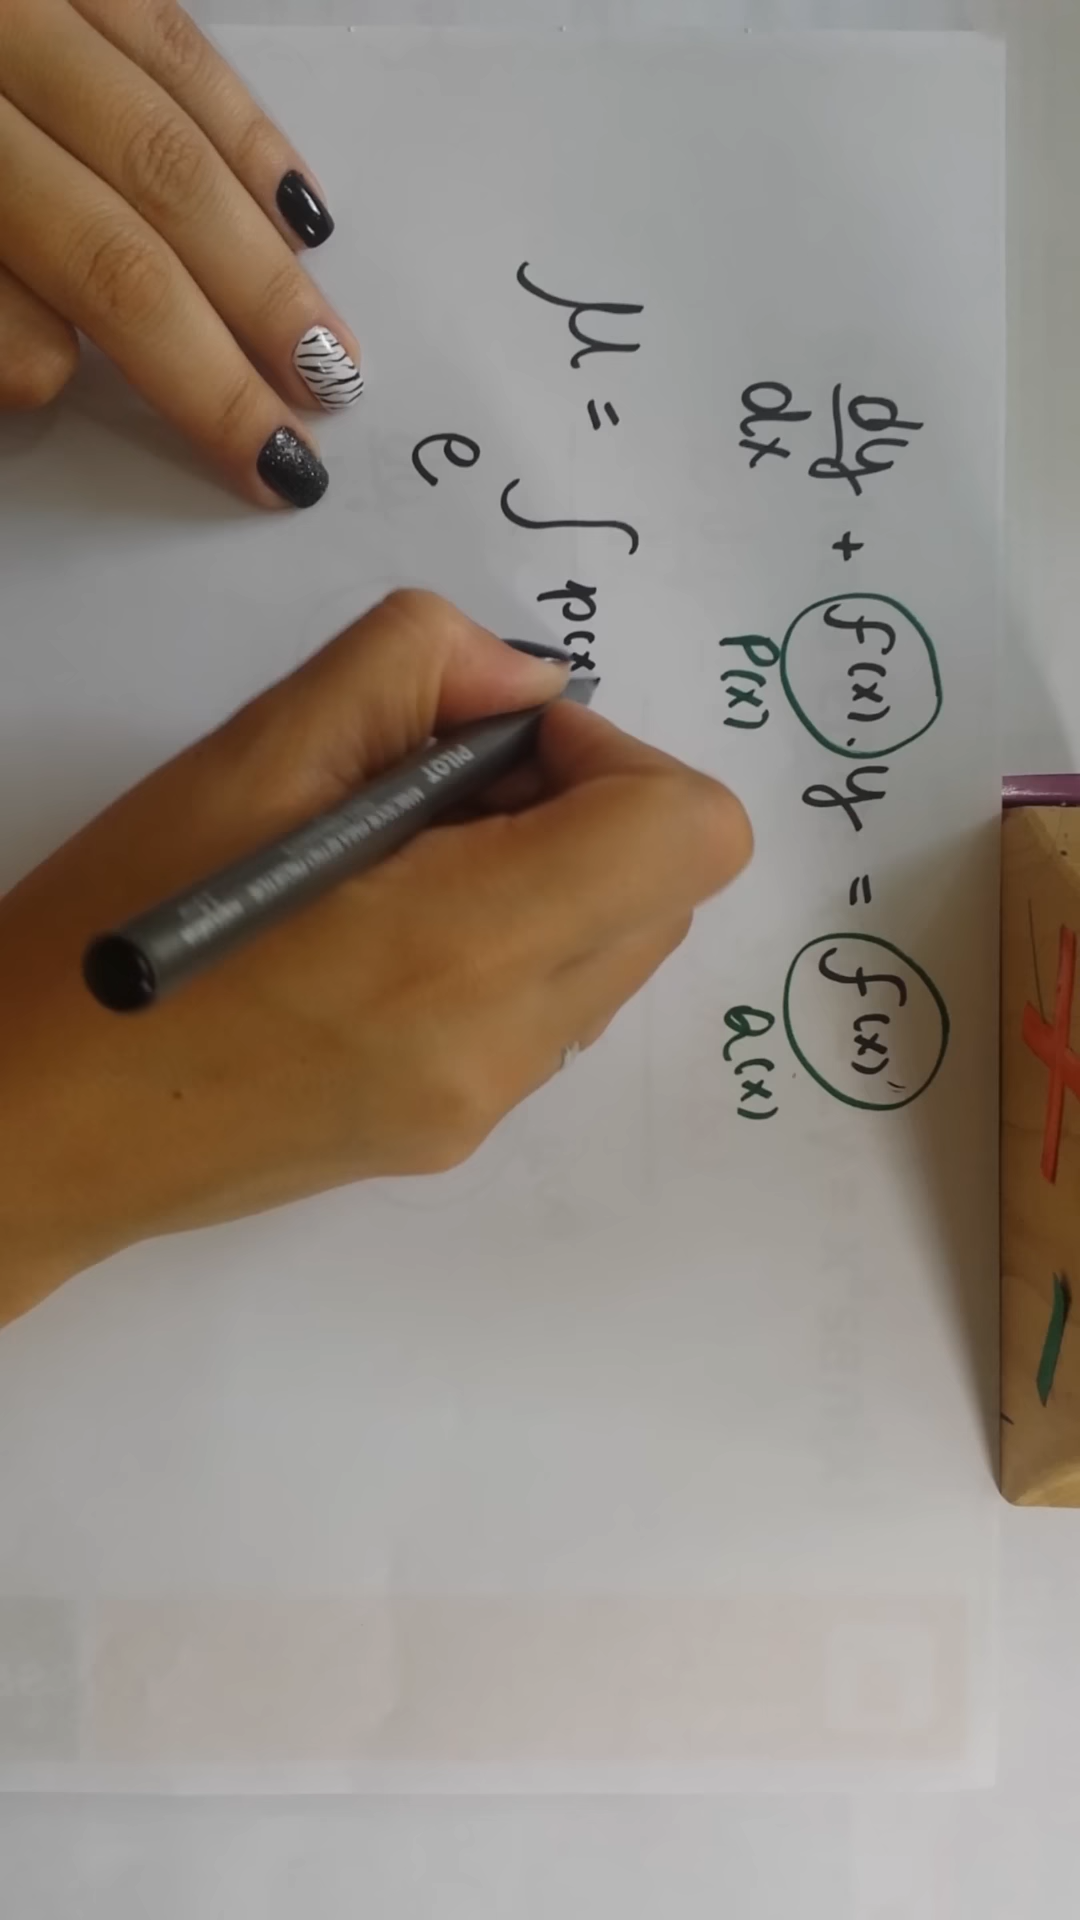 dy/dx + f(x). y = f(x)"
P(x) Q(x)
μ = e ∫ p(x)
PILOT